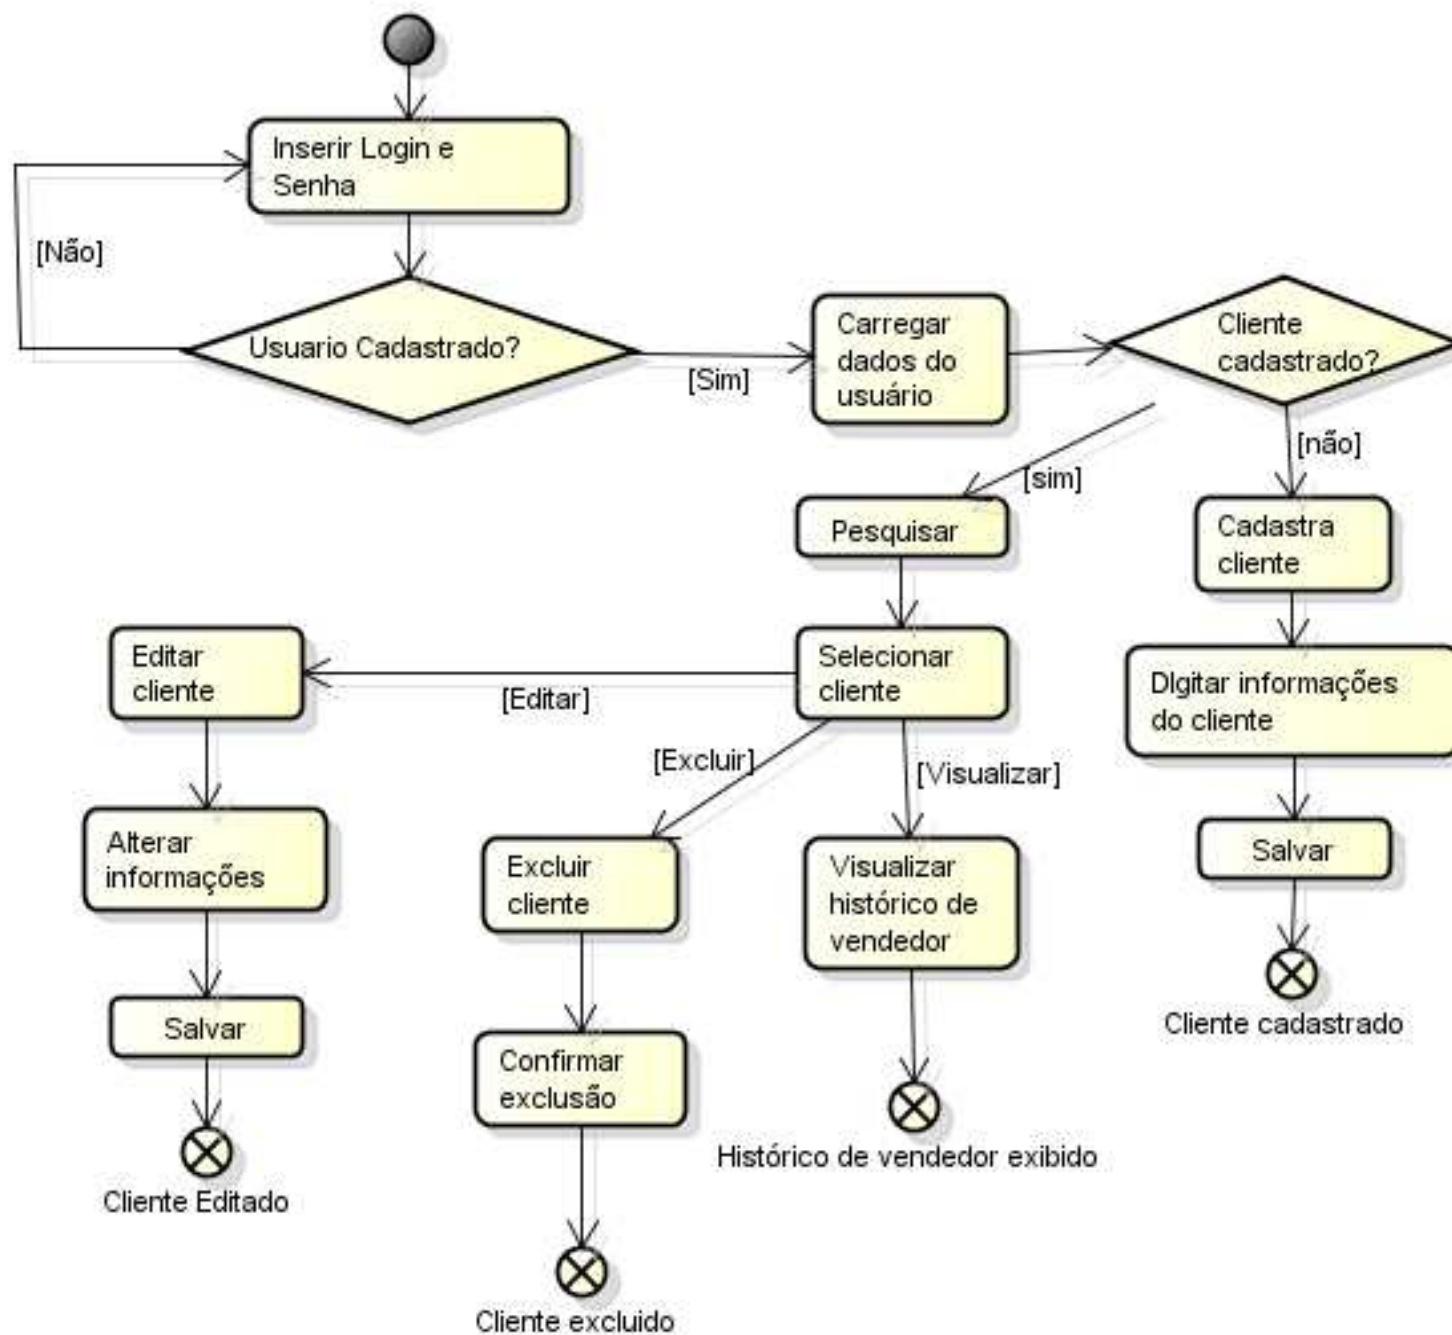 Inserir Login e
Senha
[Não]
Usuario Cadastrado?
[Sim]
Carregar
dados do
usuário
Cliente
cadastrado?
[sim]
[não]
Pesquisar
Cadastra
cliente
Editar
cliente
[Editar]
Selecionar
cliente
DIgitar informações
do cliente
[Excluir]
[Visualizar]
Alterar
informações
Excluir
cliente
Visualizar
histórico de
vendedor
Salvar
Cliente cadastrado
Salvar
Confirmar
exclusão
Histórico de vendedor exibido
Cliente Editado
Cliente excluido